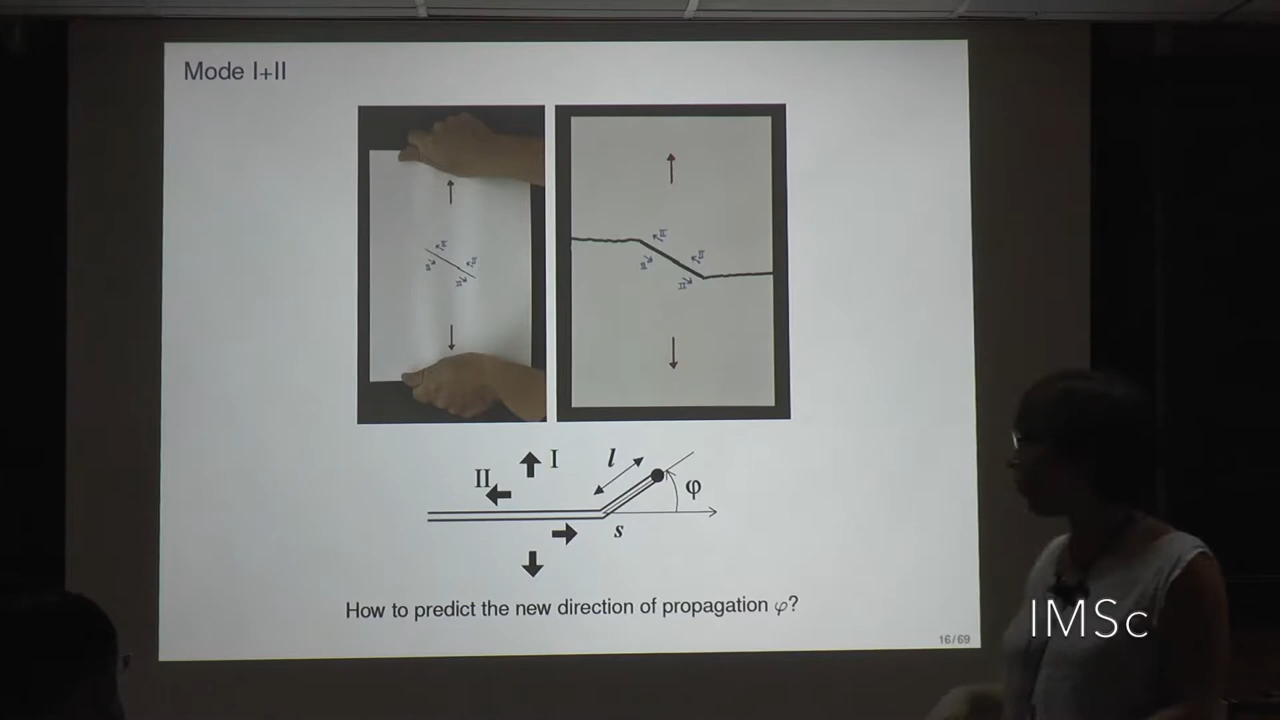 Mode I+II
I
II
l
φ
s
How to predict the new direction of propagation φ?
16/69
IMSc